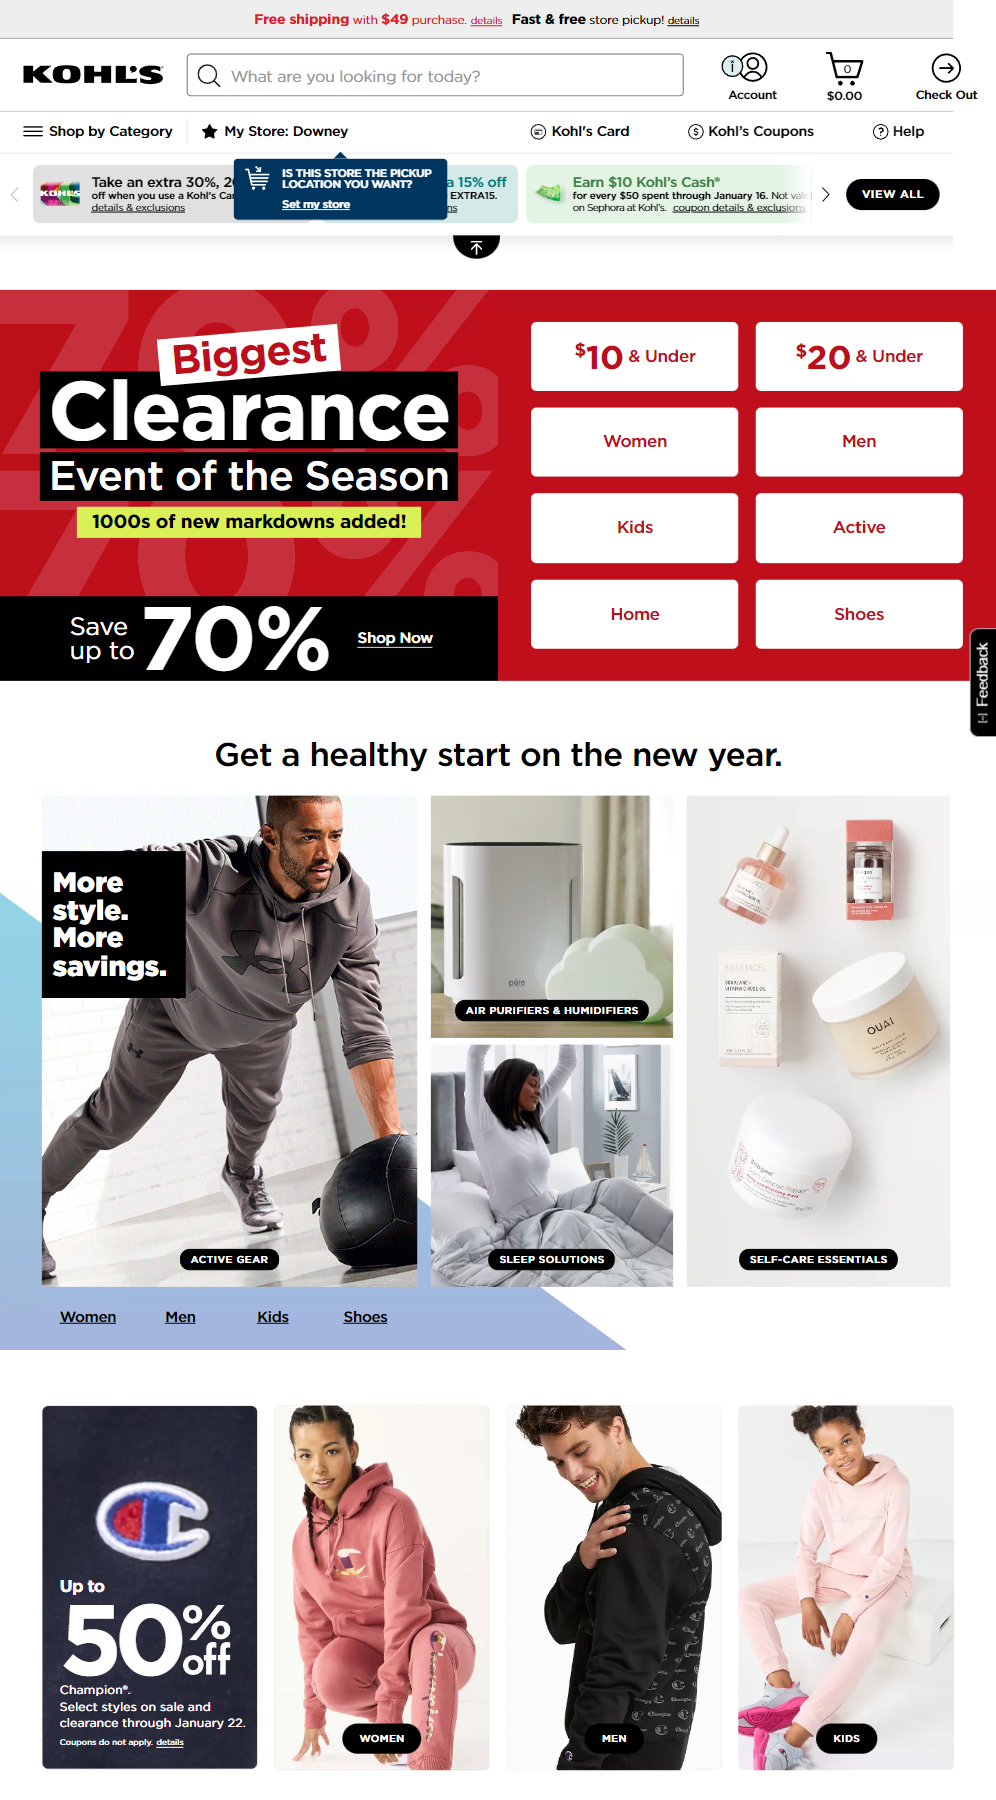 Free shipping with $49 purchase. details Fast & free store pickup! details
KOHL'S
What are you looking for today?
Account
0
$0.00
Check Out
Shop by Category
My Store: Downey
Kohl's Card
Kohl's Coupons
Help
KOHL'S
Take an extra 30%, 2
off when you use a Kohl's Car
details & exclusions
IS THIS STORE THE PICKUP
LOCATION YOU WANT?
Set my store
a 15% off
EXTRA15.
ns
Earn $10 Kohl's Cash®
for every $50 spent through January 16. Not valid
on Sephora at Kohl's. coupon details & exclusions
VIEW ALL
Biggest
Clearance
Event of the Season
1000s of new markdowns added!
Save
up to
70%
Shop Now
$10 & Under
$20 & Under
Women
Men
Kids
Active
Home
Shoes
Feedback
Get a healthy start on the new year.
More
style.
More
savings.
ACTIVE GEAR
pūre
AIR PURIFIERS & HUMIDIFIERS
SLEEP SOLUTIONS
OUAI
SELF-CARE ESSENTIALS
Women
Men
Kids
Shoes
Up to
50% off
Champion®.
Select styles on sale and
clearance through January 22.
Coupons do not apply. details
WOMEN
MEN
KIDS